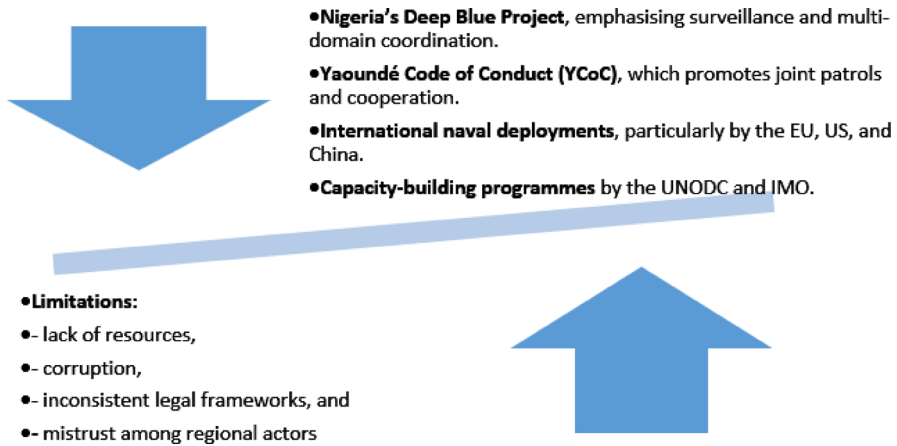 •Nigeria's Deep Blue Project, emphasising surveillance and multi-
domain coordination.
•Yaoundé Code of Conduct (YCoC), which promotes joint patrols
and cooperation.
•International naval deployments, particularly by the EU, US, and
China.
•Capacity-building programmes by the UNODC and IMO.
•Limitations:
•- lack of resources,
•- corruption,
•- inconsistent legal frameworks, and
•- mistrust among regional actors